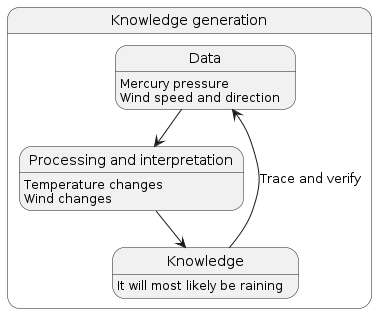 Knowledge generation
Data
Mercury pressure
Wind speed and direction
Processing and interpretation
Temperature changes
Wind changes
Trace and verify
Knowledge
It will most likely be raining